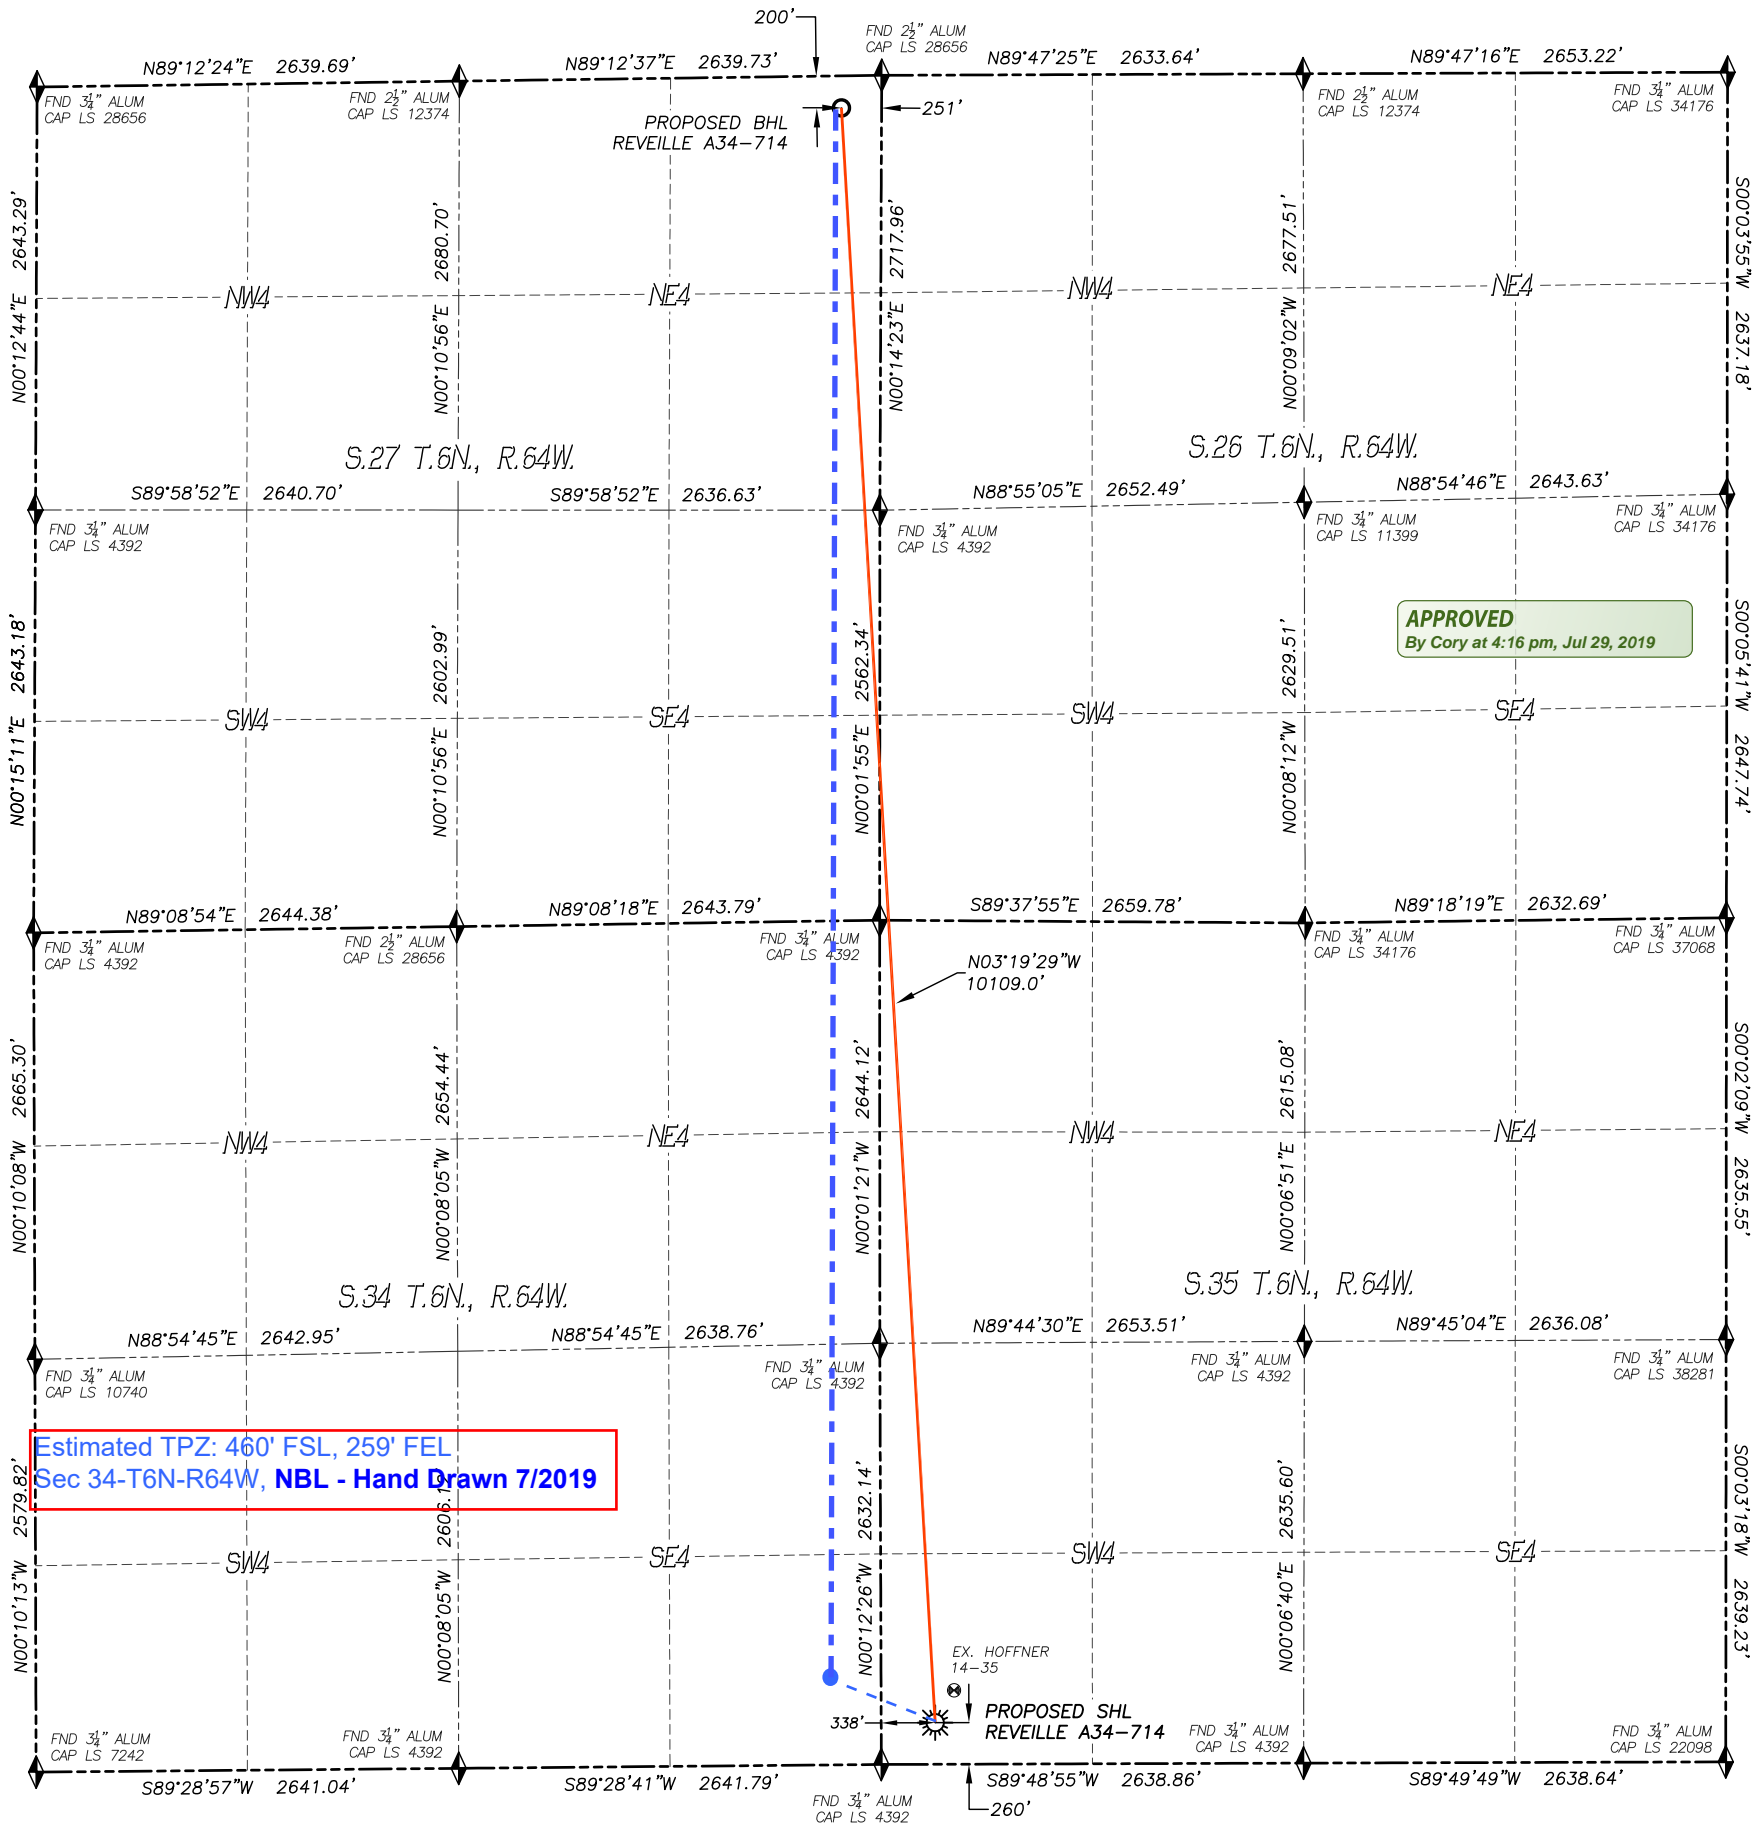 200'
FND 2½" ALUM
CAP LS 28656
N89°12'24"E 2639.69'
N89°12'37"E 2639.73'
N89°47'25"E 2633.64'
N89°47'16"E 2653.22'
FND 3¼" ALUM
CAP LS 28656
FND 2½" ALUM
CAP LS 12374
251'
FND 2½" ALUM
CAP LS 12374
FND 3¼" ALUM
CAP LS 34176
PROPOSED BHL
REVEILLE A34-714
N00°12'44"E 2643.29'
N00°10'56"E 2680.70'
N00°14'23"E 2717.96'
N00°09'02"W 2677.51'
S00°03'55"W 2637.18'
NW4
NE4
NW4
NE4
S.27 T.6N., R.64W.
S.26 T.6N., R.64W.
S89°58'52"E 2640.70'
S89°58'52"E 2636.63'
N88°55'05"E 2652.49'
N88°54'46"E 2643.63'
FND 3¼" ALUM
CAP LS 4392
FND 3¼" ALUM
CAP LS 4392
FND 3¼" ALUM
CAP LS 11399
FND 3¼" ALUM
CAP LS 34176
APPROVED
By Cory at 4:16 pm, Jul 29, 2019
N00°15'11"E 2643.18'
N00°10'56"E 2602.99'
N00°01'55"E 2562.34'
N00°08'12"W 2629.51'
S00°05'41"W 2647.74'
SW4
SE4
SW4
SE4
N89°08'54"E 2644.38'
N89°08'18"E 2643.79'
S89°37'55"E 2659.78'
N89°18'19"E 2632.69'
FND 3¼" ALUM
CAP LS 4392
FND 2½" ALUM
CAP LS 28656
FND 3¼" ALUM
CAP LS 4392
FND 3¼" ALUM
CAP LS 34176
FND 3¼" ALUM
CAP LS 37068
N03°19'29"W
10109.0'
N00°10'08"W 2665.30'
N00°08'05"W 2654.44'
N00°01'21"W 2644.12'
N00°06'51"E 2615.08'
S00°02'09"W 2635.55'
NW4
NE4
NW4
NE4
S.34 T.6N., R.64W.
S.35 T.6N., R.64W.
N88°54'45"E 2642.95'
N88°54'45"E 2638.76'
N89°44'30"E 2653.51'
N89°45'04"E 2636.08'
FND 3¼" ALUM
CAP LS 10740
FND 3¼" ALUM
CAP LS 4392
FND 3¼" ALUM
CAP LS 4392
FND 3¼" ALUM
CAP LS 38281
Estimated TPZ: 460' FSL, 259' FEL
Sec 34-T6N-R64W, NBL - Hand Drawn 7/2019
N00°10'13"W 2579.82'
N00°08'05"W
N00°12'26"W 2632.14'
N00°06'40"E 2635.60'
S00°03'18"W 2639.23'
SW4
SE4
SW4
SE4
EX. HOFFNER
14-35
338'
PROPOSED SHL
REVEILLE A34-714
FND 3¼" ALUM
CAP LS 7242
FND 3¼" ALUM
CAP LS 4392
FND 3¼" ALUM
CAP LS 4392
FND 3¼" ALUM
CAP LS 22098
S89°28'57"W 2641.04'
S89°28'41"W 2641.79'
S89°48'55"W 2638.86'
S89°49'49"W 2638.64'
FND 3¼" ALUM
CAP LS 4392
260'